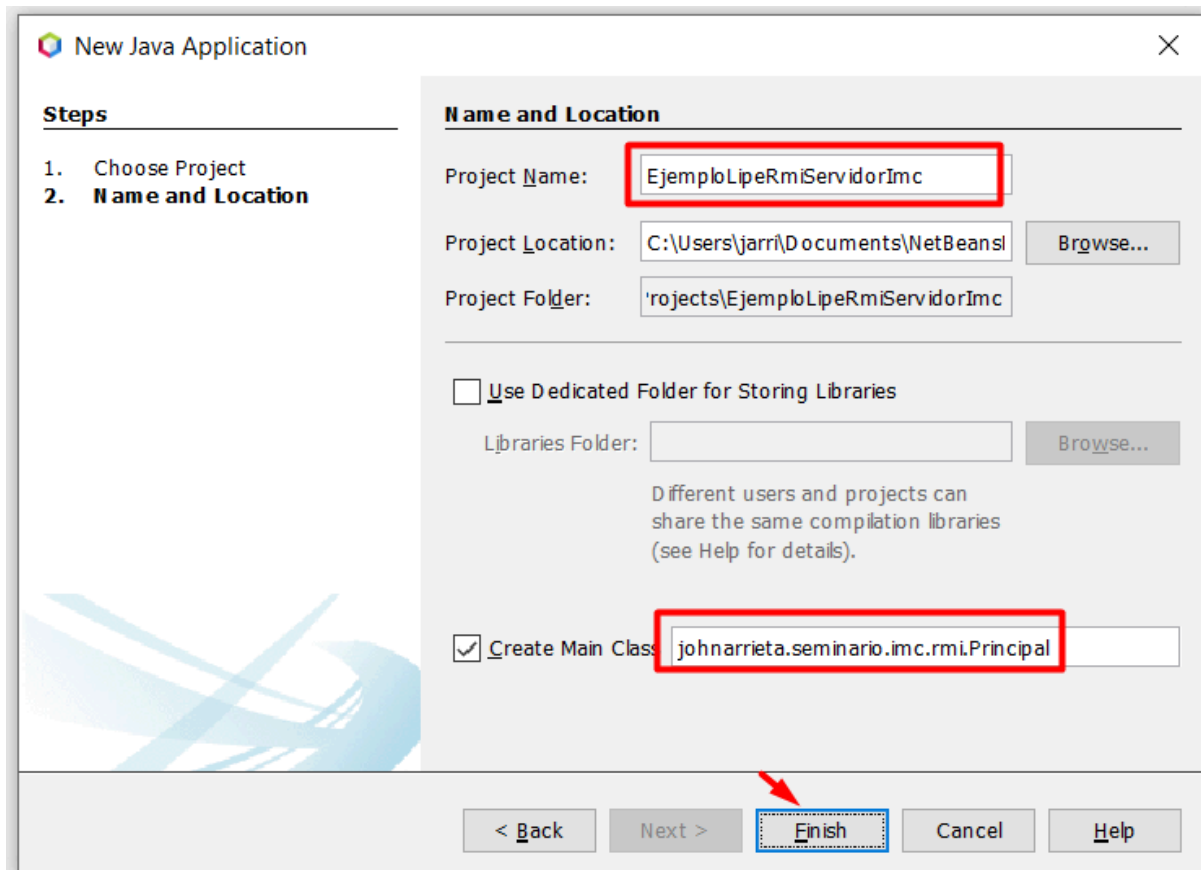 New Java Application
Steps
1. Choose Project
2. Name and Location
Name and Location
Project Name: EjemploLipeRmiServidorImc
Project Location: C:\Users\jarri\Documents\NetBeansI Browse...
Project Folder: 'rojects\EjemploLipeRmiServidorImc
Use Dedicated Folder for Storing Libraries
Libraries Folder: Browse...
Different users and projects can
share the same compilation libraries
(see Help for details).
Create Main Class johnarrieta.seminario.imc.rmi.Principal
< Back Next > Finish Cancel Help